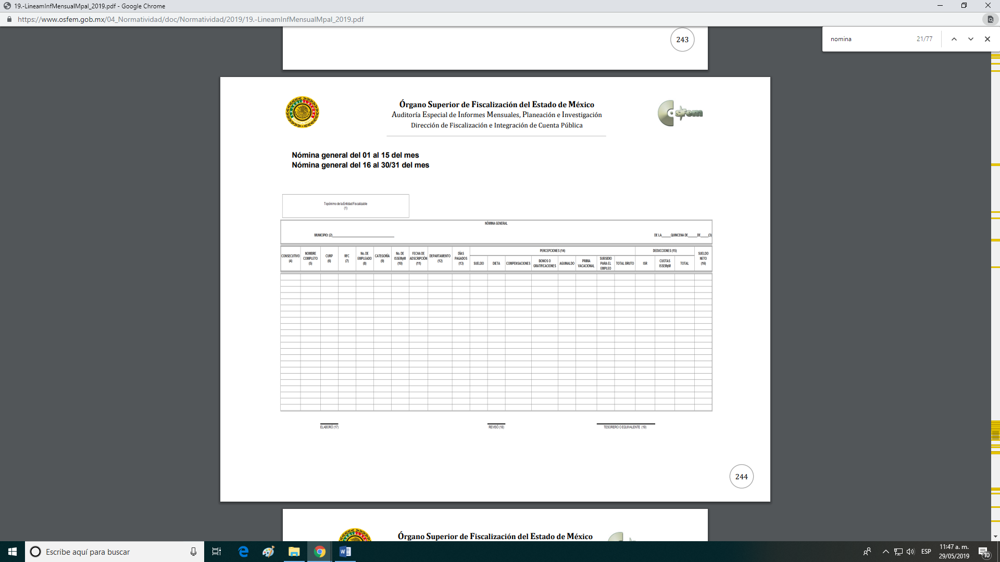 19.-LineamInfMensualMpal_2019.pdf - Google Chrome
https://www.osfem.gob.mx/04_Normatividad/doc/Normatividad/2019/19.-LineamInfMensualMpal_2019.pdf
nomina 21/77
243
Órgano Superior de Fiscalización del Estado de México
Auditoría Especial de Informes Mensuales, Planeación e Investigación
Dirección de Fiscalización e Integración de Cuenta Pública
osfem
Nómina general del 01 al 15 del mes
Nómina general del 16 al 30/31 del mes
Topónimo de la Entidad Fiscalizable
(1)
NÓMINA GENERAL
MUNICIPIO: (2)
DE LA_____QUINCENA DE_____DE____(3)
CONSECUTIVO
(4)
NOMBRE
COMPLETO
(5)
CURP
(6)
RFC
(7)
No. DE
EMPLEADO
(8)
CATEGORÍA
(9)
No. DE
ISSEMyM
(10)
FECHA DE
ADSCRIPCIÓN
(11)
DEPARTAMENTO
(12)
DÍAS
PAGADOS
(13)
PERCEPCIONES (14)
SUELDO
DIETA
COMPENSACIONES
BONOS O
GRATIFICACIONES
AGUINALDO
PRIMA
VACACIONAL
SUBSIDIO
PARA EL
EMPLEO
TOTAL BRUTO
DEDUCCIONES (15)
ISR
CUOTAS
ISSEMyM
TOTAL
SUELDO
NETO
(16)
ELABORÓ (17)
REVISÓ (18)
TESORERO O EQUIVALENTE (19)
244
Órgano Superior de Fiscalización del Estado de México
Escribe aquí para buscar
ESP
11:47 a. m.
29/05/2019
10